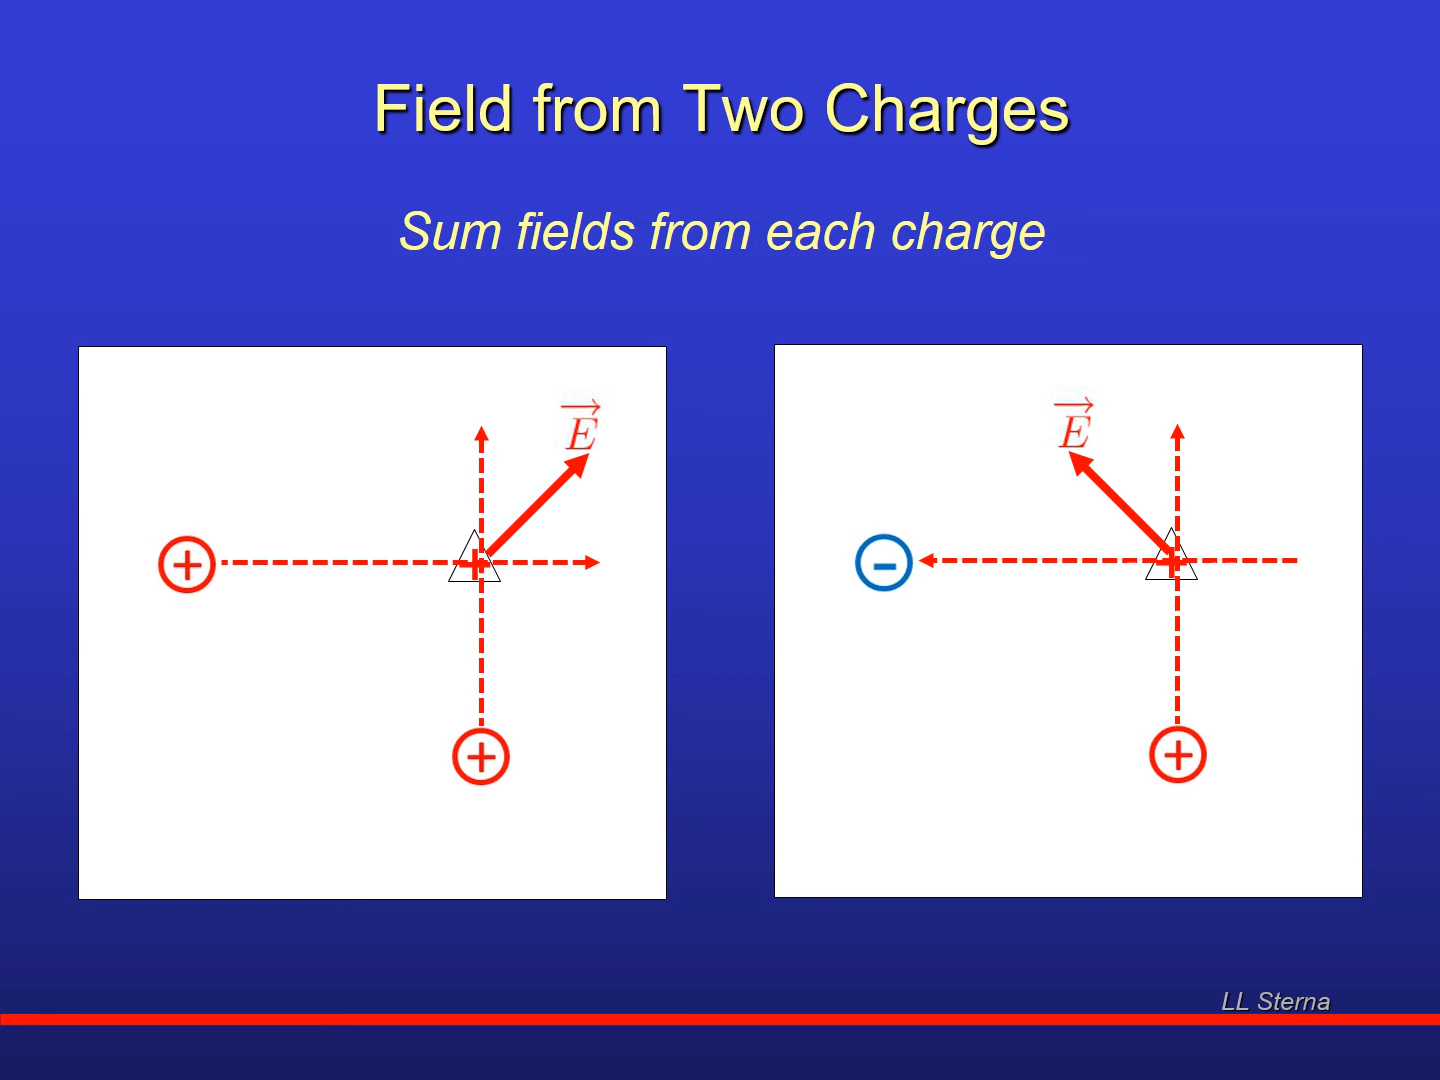 Field from Two Charges
Sum fields from each charge
E
E
+
+
-
+
+
+
LL Sterna